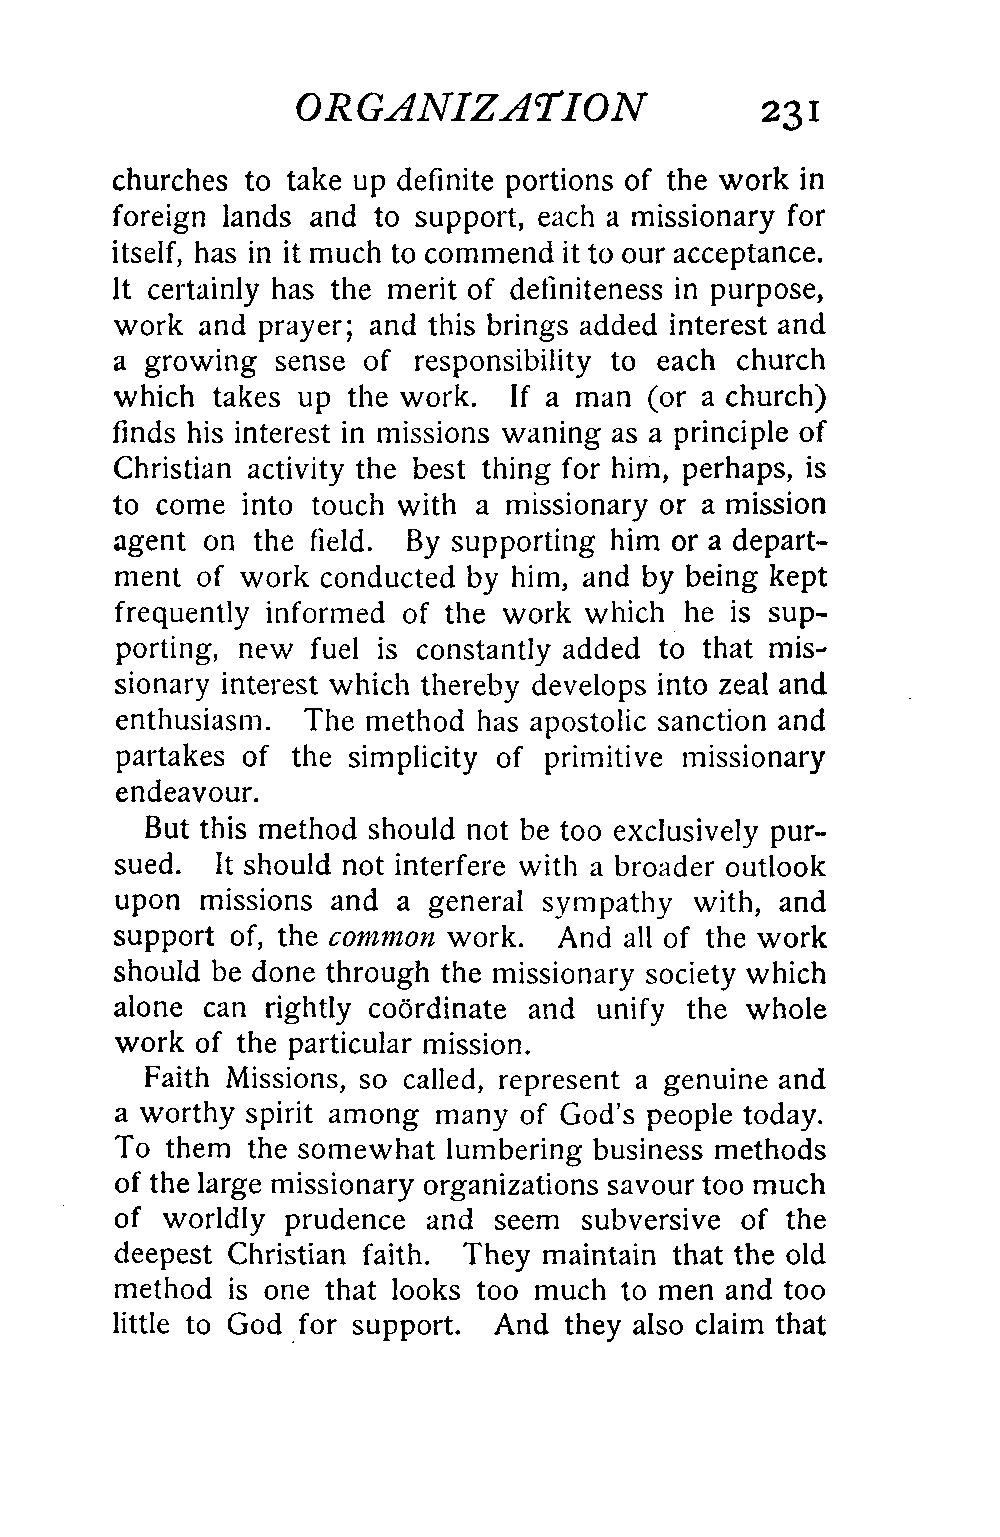 ORGANIZATION 231
churches to take up definite portions of the work in
foreign lands and to support, each a missionary for
itself, has in it much to commend it to our acceptance.
It certainly has the merit of definiteness in purpose,
work and prayer; and this brings added interest and
a growing sense of responsibility to each church
which takes up the work. If a man (or a church)
finds his interest in missions waning as a principle of
Christian activity the best thing for him, perhaps, is
to come into touch with a missionary or a mission
agent on the field. By supporting him or a depart-
ment of work conducted by him, and by being kept
frequently informed of the work which he is sup-
porting, new fuel is constantly added to that mis-
sionary interest which thereby develops into zeal and
enthusiasm. The method has apostolic sanction and
partakes of the simplicity of primitive missionary
endeavour.
But this method should not be too exclusively pur-
sued. It should not interfere with a broader outlook
upon missions and a general sympathy with, and
support of, the common work. And all of the work
should be done through the missionary society which
alone can rightly coördinate and unify the whole
work of the particular mission.
Faith Missions, so called, represent a genuine and
a worthy spirit among many of God's people today.
To them the somewhat lumbering business methods
of the large missionary organizations savour too much
of worldly prudence and seem subversive of the
deepest Christian faith. They maintain that the old
method is one that looks too much to men and too
little to God for support. And they also claim that